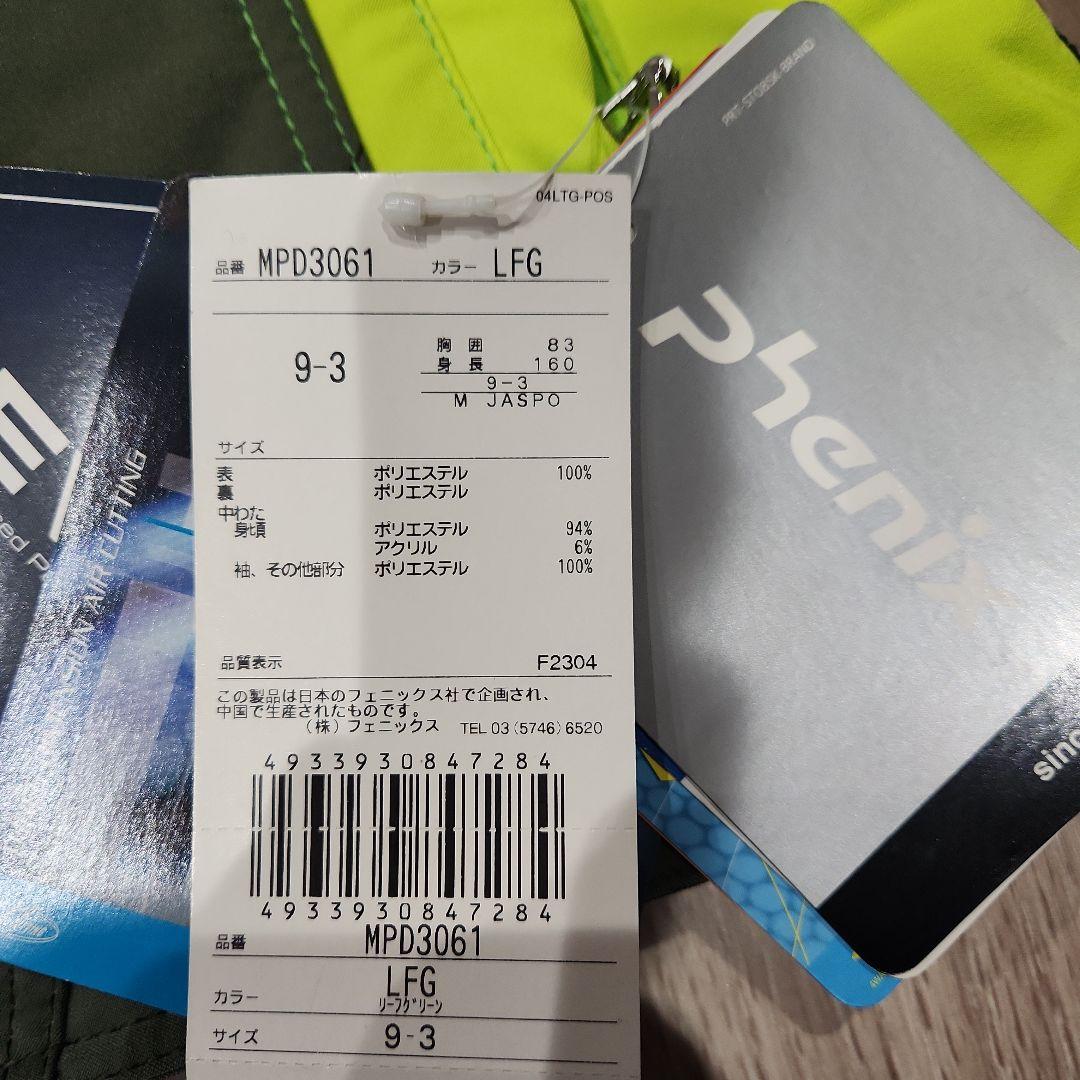 04LTG-POS
品番 MPD3061 カラー LFG
9-3
胸囲 83
身長 160
9-3
M JASPO
サイズ
表 ポリエステル 100%
裏 ポリエステル
中わた
身頃 ポリエステル 94%
アクリル 6%
袖、その他部分 ポリエステル 100%
品質表示 F2304
この製品は日本のフェニックス社で企画され、
中国で生産されたものです。
(株)フェニックス TEL 03(5746)6520
4933930847284
4933930847284
品番 MPD3061
カラー LFG
リーフグリーン
サイズ 9-3
PRT-STOBSK-BRAND
Phenix
AIR CUTTING